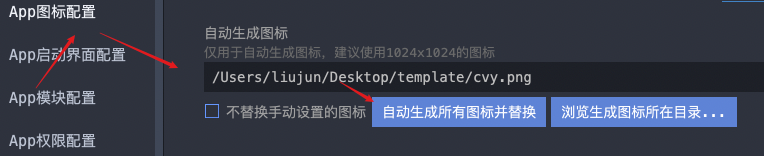 App图标配置
App启动界面配置
App模块配置
App权限配置
自动生成图标
仅用于自动生成图标，建议使用1024x1024的图标
/Users/liujun/Desktop/template/cvy.png
不替换手动设置的图标
自动生成所有图标并替换
浏览生成图标所在目录...